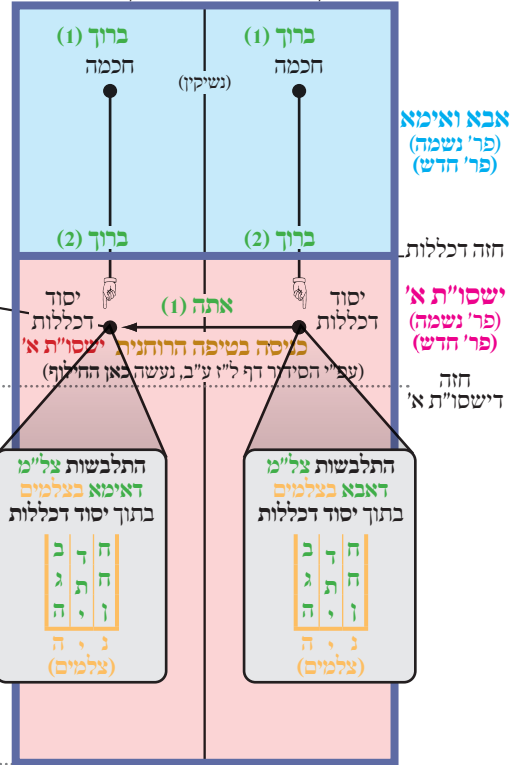 ברוך (1)
ברוך (1)
חכמה
חכמה
(נשיקין)
אבא ואימא
(פר' נשמה)
(פר' חדש)
ברוך (2)
ברוך (2)
חזה דכללות
יסוד
דכללות
אתה (1)
יסוד
דכללות
ישסו"ת א'
(פר' נשמה)
(פר' חדש)
כניסה בטיפה הרוחנית
ישסו"ת א'
(עפ"י הסידור דף ל"ז ע"ב, נעשה כאן החילוף)
חזה
דישסו"ת א'
התלבשות צל"מ
דאבא בצלמים
בתוך יסוד דכללות
ח ד ב
ח ת ג
ן י ה
נ י ה
(צלמים)
התלבשות צל"מ
דאימא בצלמים
בתוך יסוד דכללות
ח ד ב
ח ת ג
ן י ה
נ י ה
(צלמים)